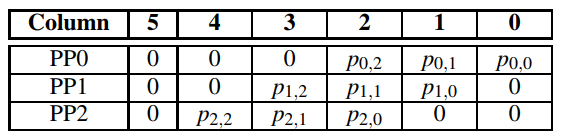 Column 5 4 3 2 1 0
PP0 0 0 0 p0,2 p0,1 p0,0
PP1 0 0 p1,2 p1,1 p1,0 0
PP2 0 p2,2 p2,1 p2,0 0 0